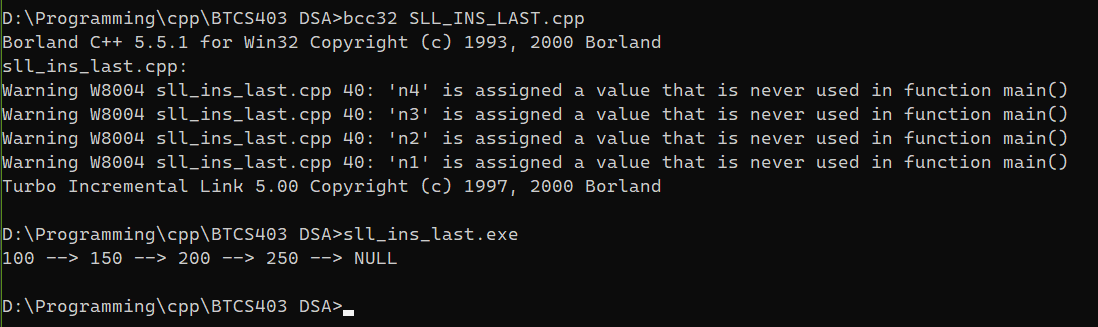 D:\Programming\cpp\BTCS403 DSA>bcc32 SLL_INS_LAST.cpp
Borland C++ 5.5.1 for Win32 Copyright (c) 1993, 2000 Borland
sll_ins_last.cpp:
Warning W8004 sll_ins_last.cpp 40: 'n4' is assigned a value that is never used in function main()
Warning W8004 sll_ins_last.cpp 40: 'n3' is assigned a value that is never used in function main()
Warning W8004 sll_ins_last.cpp 40: 'n2' is assigned a value that is never used in function main()
Warning W8004 sll_ins_last.cpp 40: 'n1' is assigned a value that is never used in function main()
Turbo Incremental Link 5.00 Copyright (c) 1997, 2000 Borland
D:\Programming\cpp\BTCS403 DSA>sll_ins_last.exe
100 --> 150 --> 200 --> 250 --> NULL
D:\Programming\cpp\BTCS403 DSA>